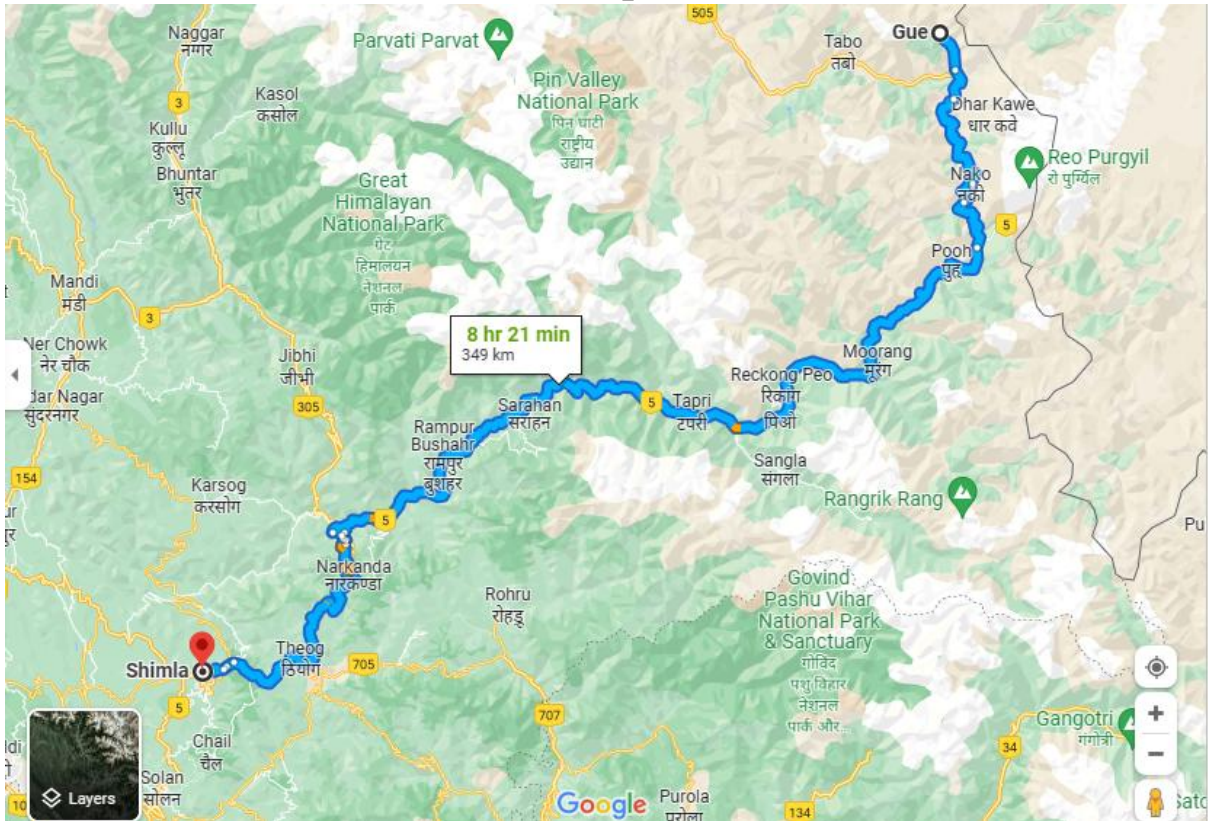 505
Naggar
नग्गर
Parvati Parvat
Gue
Tabo
तबो
Pin Valley
National Park
पिन घाटी
राष्ट्रीय
उद्यान
Kasol
कसोल
3
Dhar Kawe
धार कवे
Kullu
कुल्लू
Bhuntar
भुंतर
Reo Purgyil
रो पुर्ग्यिल
Great
Himalayan
National Park
ग्रेट
हिमालयन
नेशनल
पार्क
Nako
नकी
5
Pooh
पुह
Mandi
मंडी
3
8 hr 21 min
349 km
Ner Chowk
नेर चौक
Jibhi
जीभी
Moorang
मूरंग
Reckong Peo
रिकांग
पिओ
dar Nagar
सुंदरनगर
305
Sarahan
सराहन
5
Tapri
टपरी
Rampur
Bushahr
रामपुर
बुशहर
Sangla
संगला
154
Karsog
करसोग
Rangrik Rang
5
Pu
Narkanda
नारकण्डा
Govind
Pashu Vihar
National Park
& Sanctuary
गोविंद
पशु विहार
नेशनल
पार्क और...
Rohru
रोहड़ू
Theog
ठियोग
705
Shimla
5
707
Chail
चैल
Gangotri
गंगोत्री
34
Layers
Solan
सोलन
10
Google
Purola
पुरोला
134